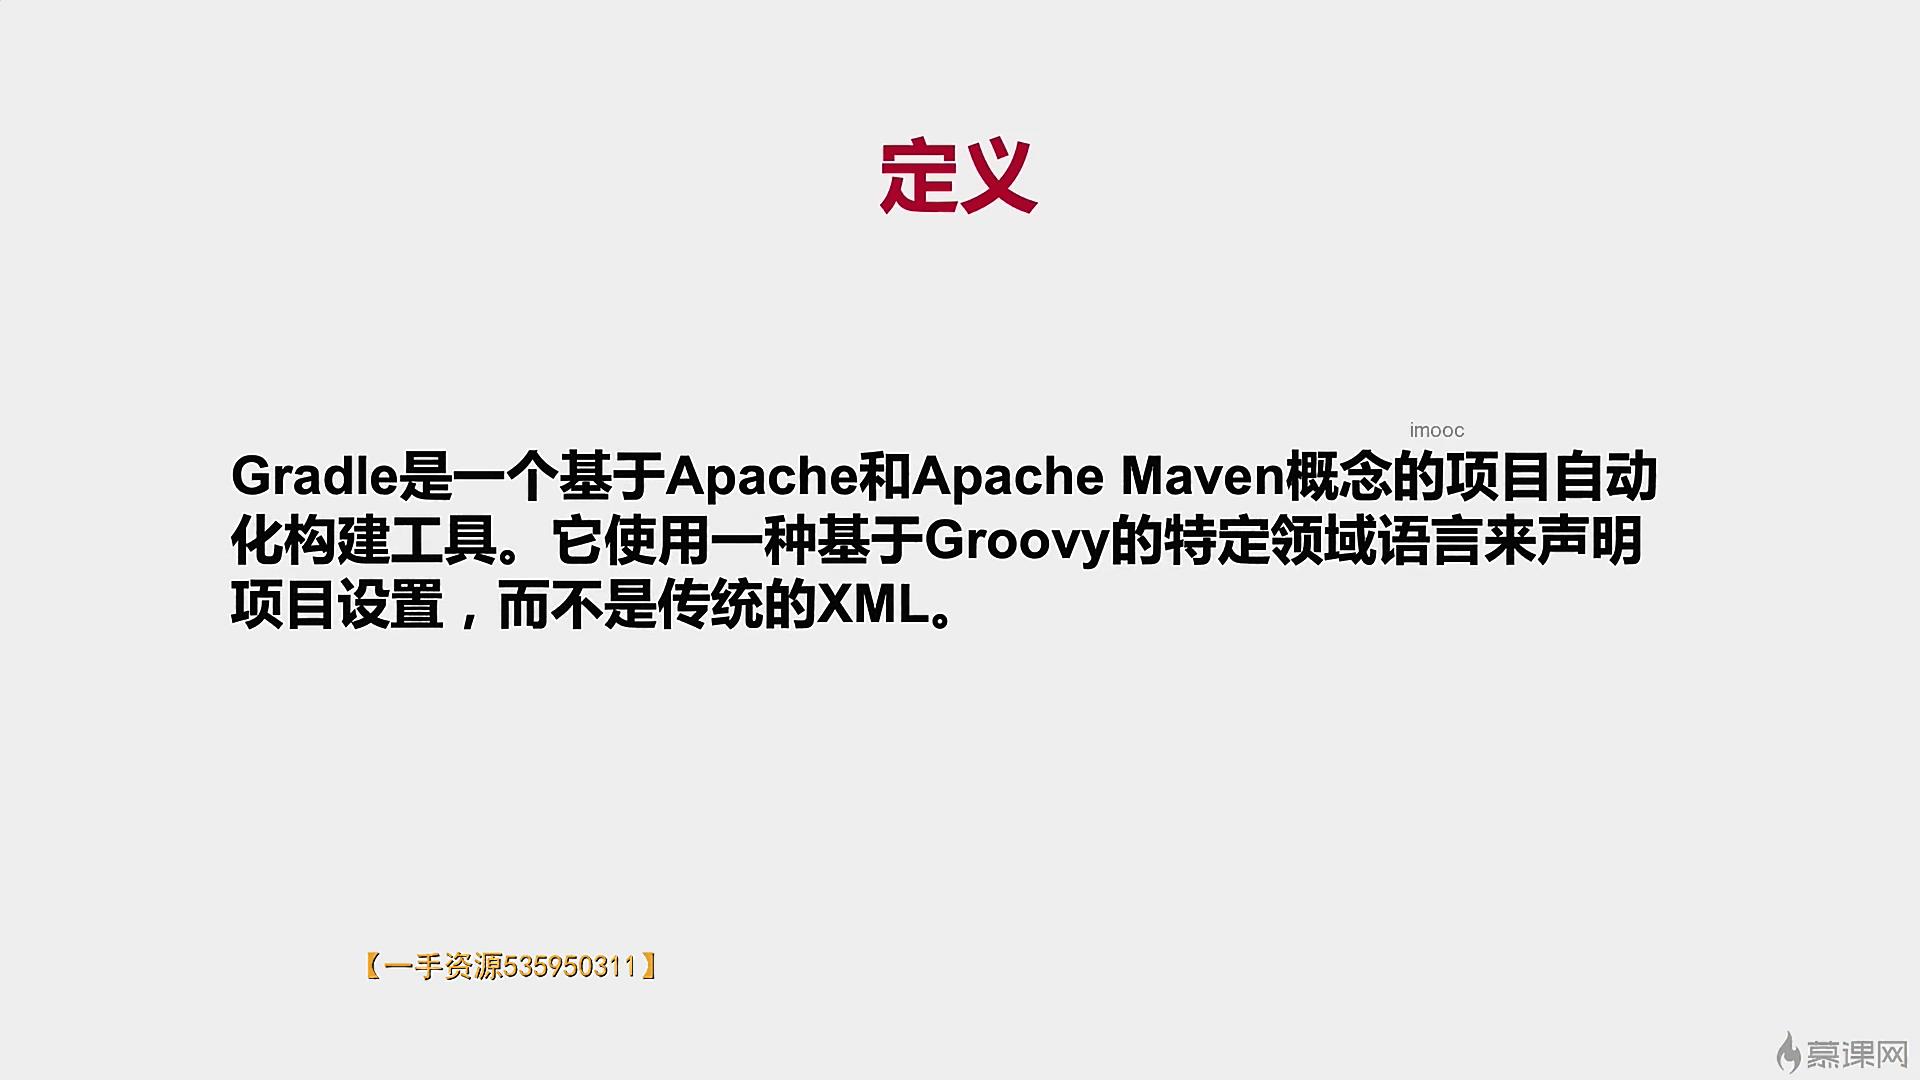 定义
imooc
Gradle是一个基于Apache和Apache Maven概念的项目自动
化构建工具。它使用一种基于Groovy的特定领域语言来声明
项目设置，而不是传统的XML。
【一手资源535950311】
慕课网